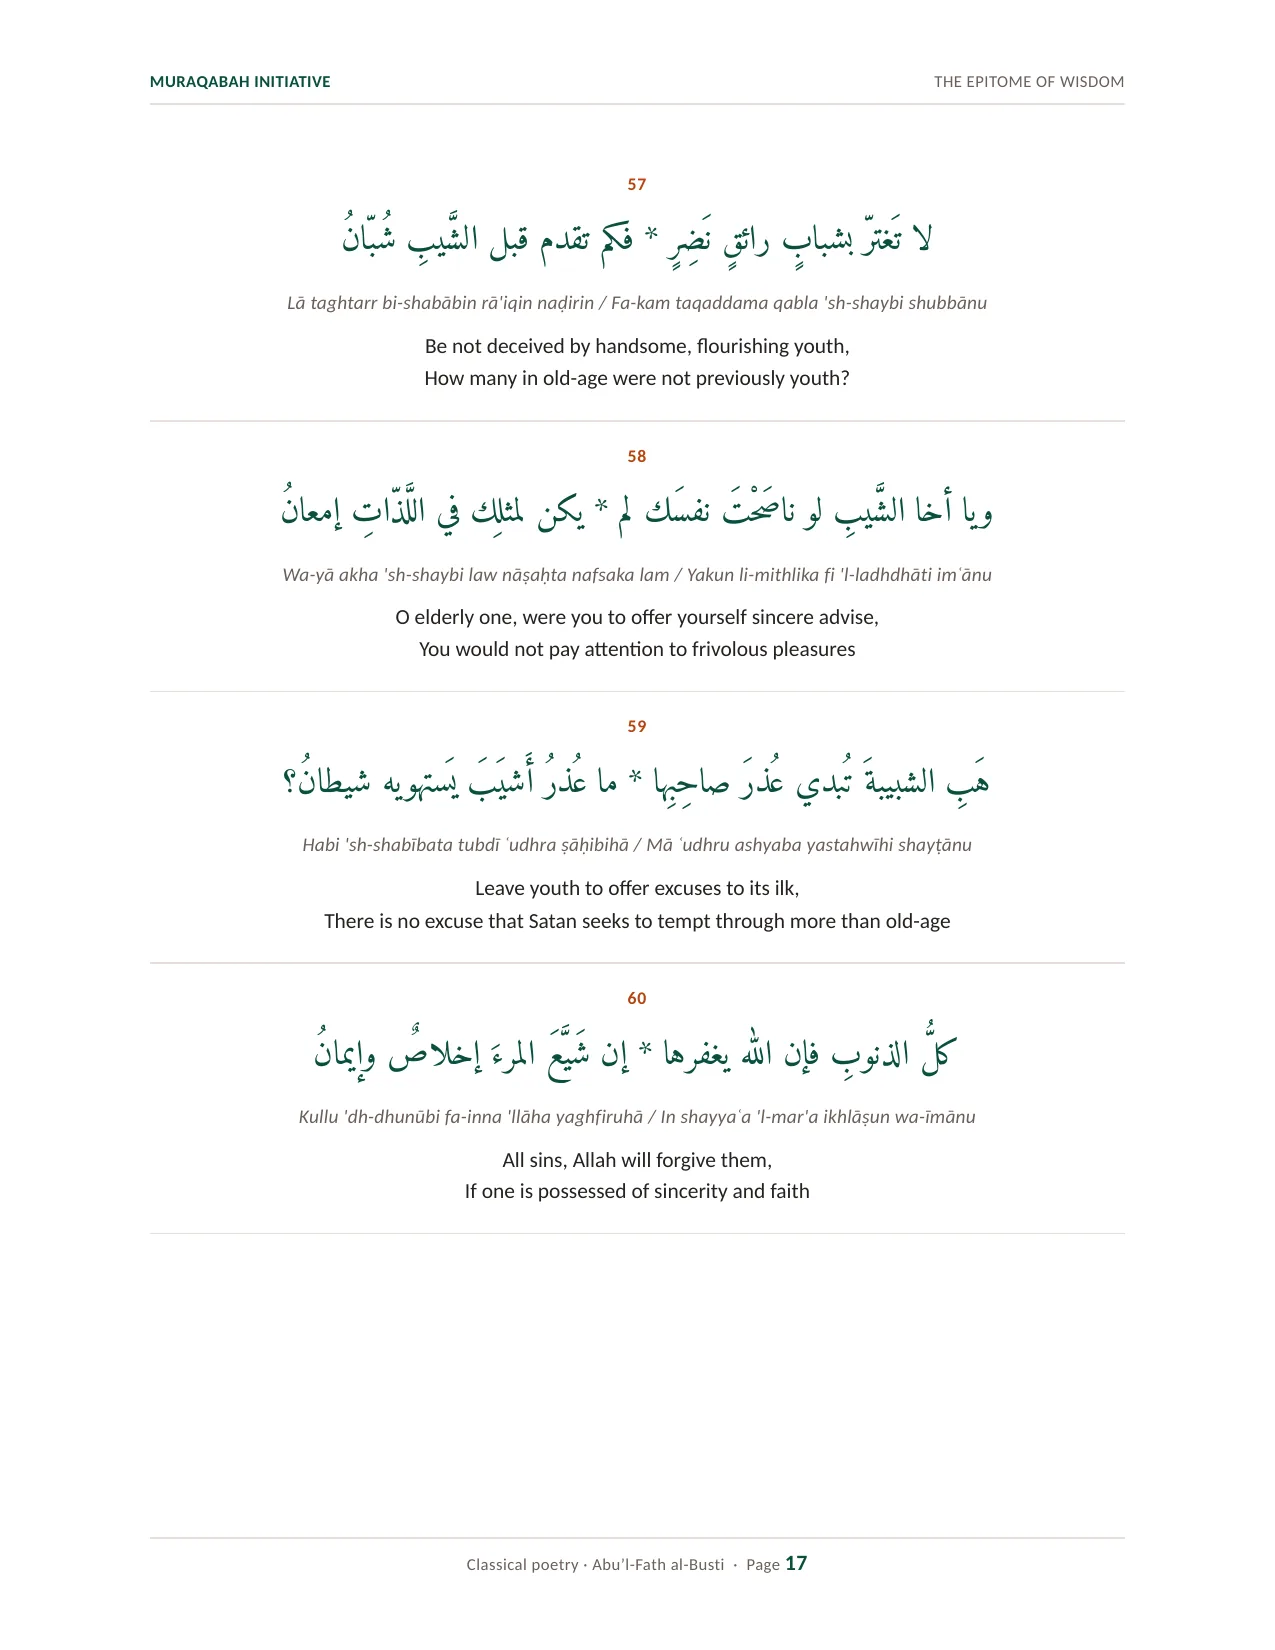 MURAQABAH INITIATIVE
THE EPITOME OF WISDOM
57
لا تَغترّ بشبابٍ رائقٍ نَضِرٍ * فكم تقدم قبل الشَّيبِ شُبّانُ
Lā taghtarr bi-shabābin rā'iqin naḍirin / Fa-kam taqaddama qabla 'sh-shaybi shubbānu
Be not deceived by handsome, flourishing youth,
How many in old-age were not previously youth?
58
ويا أخا الشَّيبِ لو ناصَحْتَ نفسَك لم * يكن لمثلِك في اللَّذّاتِ إمعانُ
Wa-yā akha 'sh-shaybi law nāṣaḥta nafsaka lam / Yakun li-mithlika fi 'l-ladhdhāti imʿānu
O elderly one, were you to offer yourself sincere advise,
You would not pay attention to frivolous pleasures
59
هَبِ الشبيبةَ تُبدي عُذرَ صاحِبِها * ما عُذرُ أَشيَبَ يَستهويه شيطانُ؟
Habi 'sh-shabībata tubdī ʿudhra ṣāḥibihā / Mā ʿudhru ashyaba yastahwīhi shayṭānu
Leave youth to offer excuses to its ilk,
There is no excuse that Satan seeks to tempt through more than old-age
60
كلُّ الذنوبِ فإن الله يغفرها * إن شَيَّعَ المرءَ إخلاصٌ وإيمانُ
Kullu 'dh-dhunūbi fa-inna 'llāha yaghfiruhā / In shayyaʿa 'l-mar'a ikhlāṣun wa-īmānu
All sins, Allah will forgive them,
If one is possessed of sincerity and faith
Classical poetry · Abu’l-Fath al-Busti · Page 17